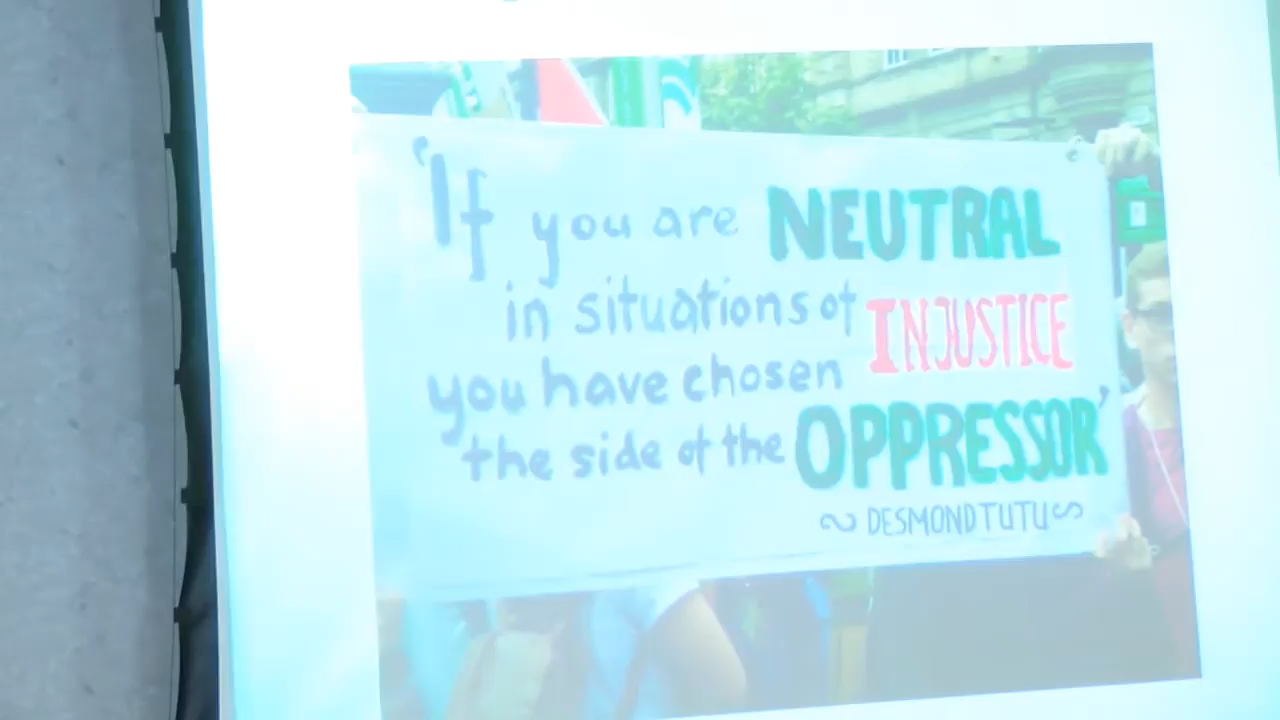 'If you are NEUTRAL
in situations of INJUSTICE
you have chosen
the side of the OPPRESSOR'
~ DESMOND TUTU ~